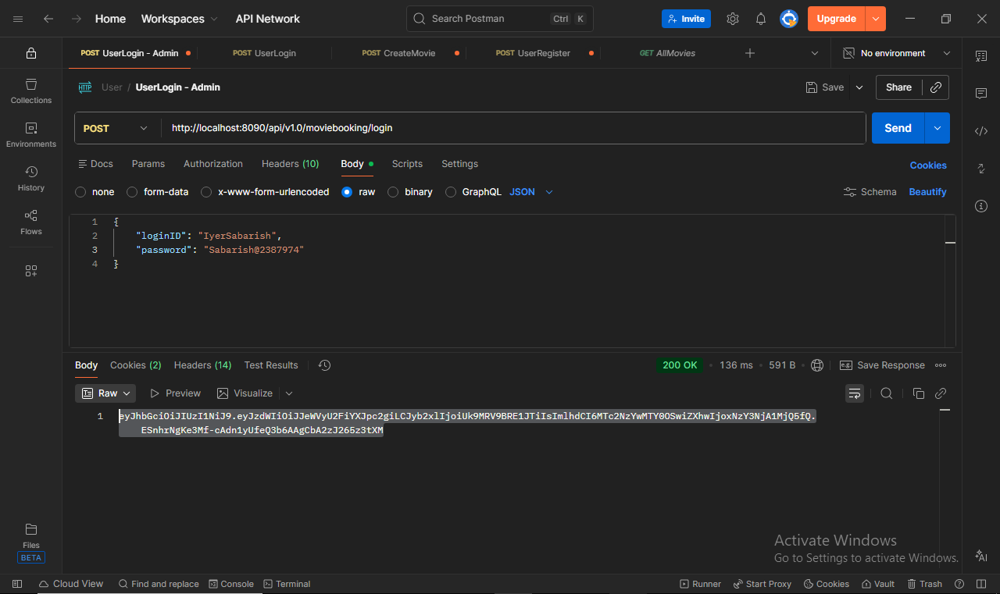 Home Workspaces API Network Search Postman Ctrl K Invite Upgrade
POST UserLogin - Admin POST UserLogin POST CreateMovie POST UserRegister GET AllMovies No environment
HTTP User / UserLogin - Admin Save Share
POST http://localhost:8090/api/v1.0/moviebooking/login Send
Docs Params Authorization Headers (10) Body Scripts Settings Cookies
none form-data x-www-form-urlencoded raw binary GraphQL JSON Schema Beautify
1 {
2 "loginID": "IyerSabarish",
3 "password": "Sabarish@2387974"
4 }
Collections
Environments
History
Flows
Body Cookies (2) Headers (14) Test Results 200 OK 136 ms 591 B e.g. Save Response
Raw Preview Visualize
1 eyJhbGciOiJIUzI1NiJ9.eyJzdWIiOiJJeWVyU2FiYXJpc2giLCJyb2xlIjoiUk9MRV9BRE1JTiIsImlhdCI6MTc2NzYwMTY0OSwiZXhwIjoxNzY3NjA1MjQ5fQ.
ESnhrNgKe3Mf-cAdn1yUfeQ3b6AAgCbA2zJ265z3tXM
Files
BETA
Activate Windows
Go to Settings to activate Windows.
AI
Cloud View Find and replace Console Terminal Runner Start Proxy Cookies Vault Trash